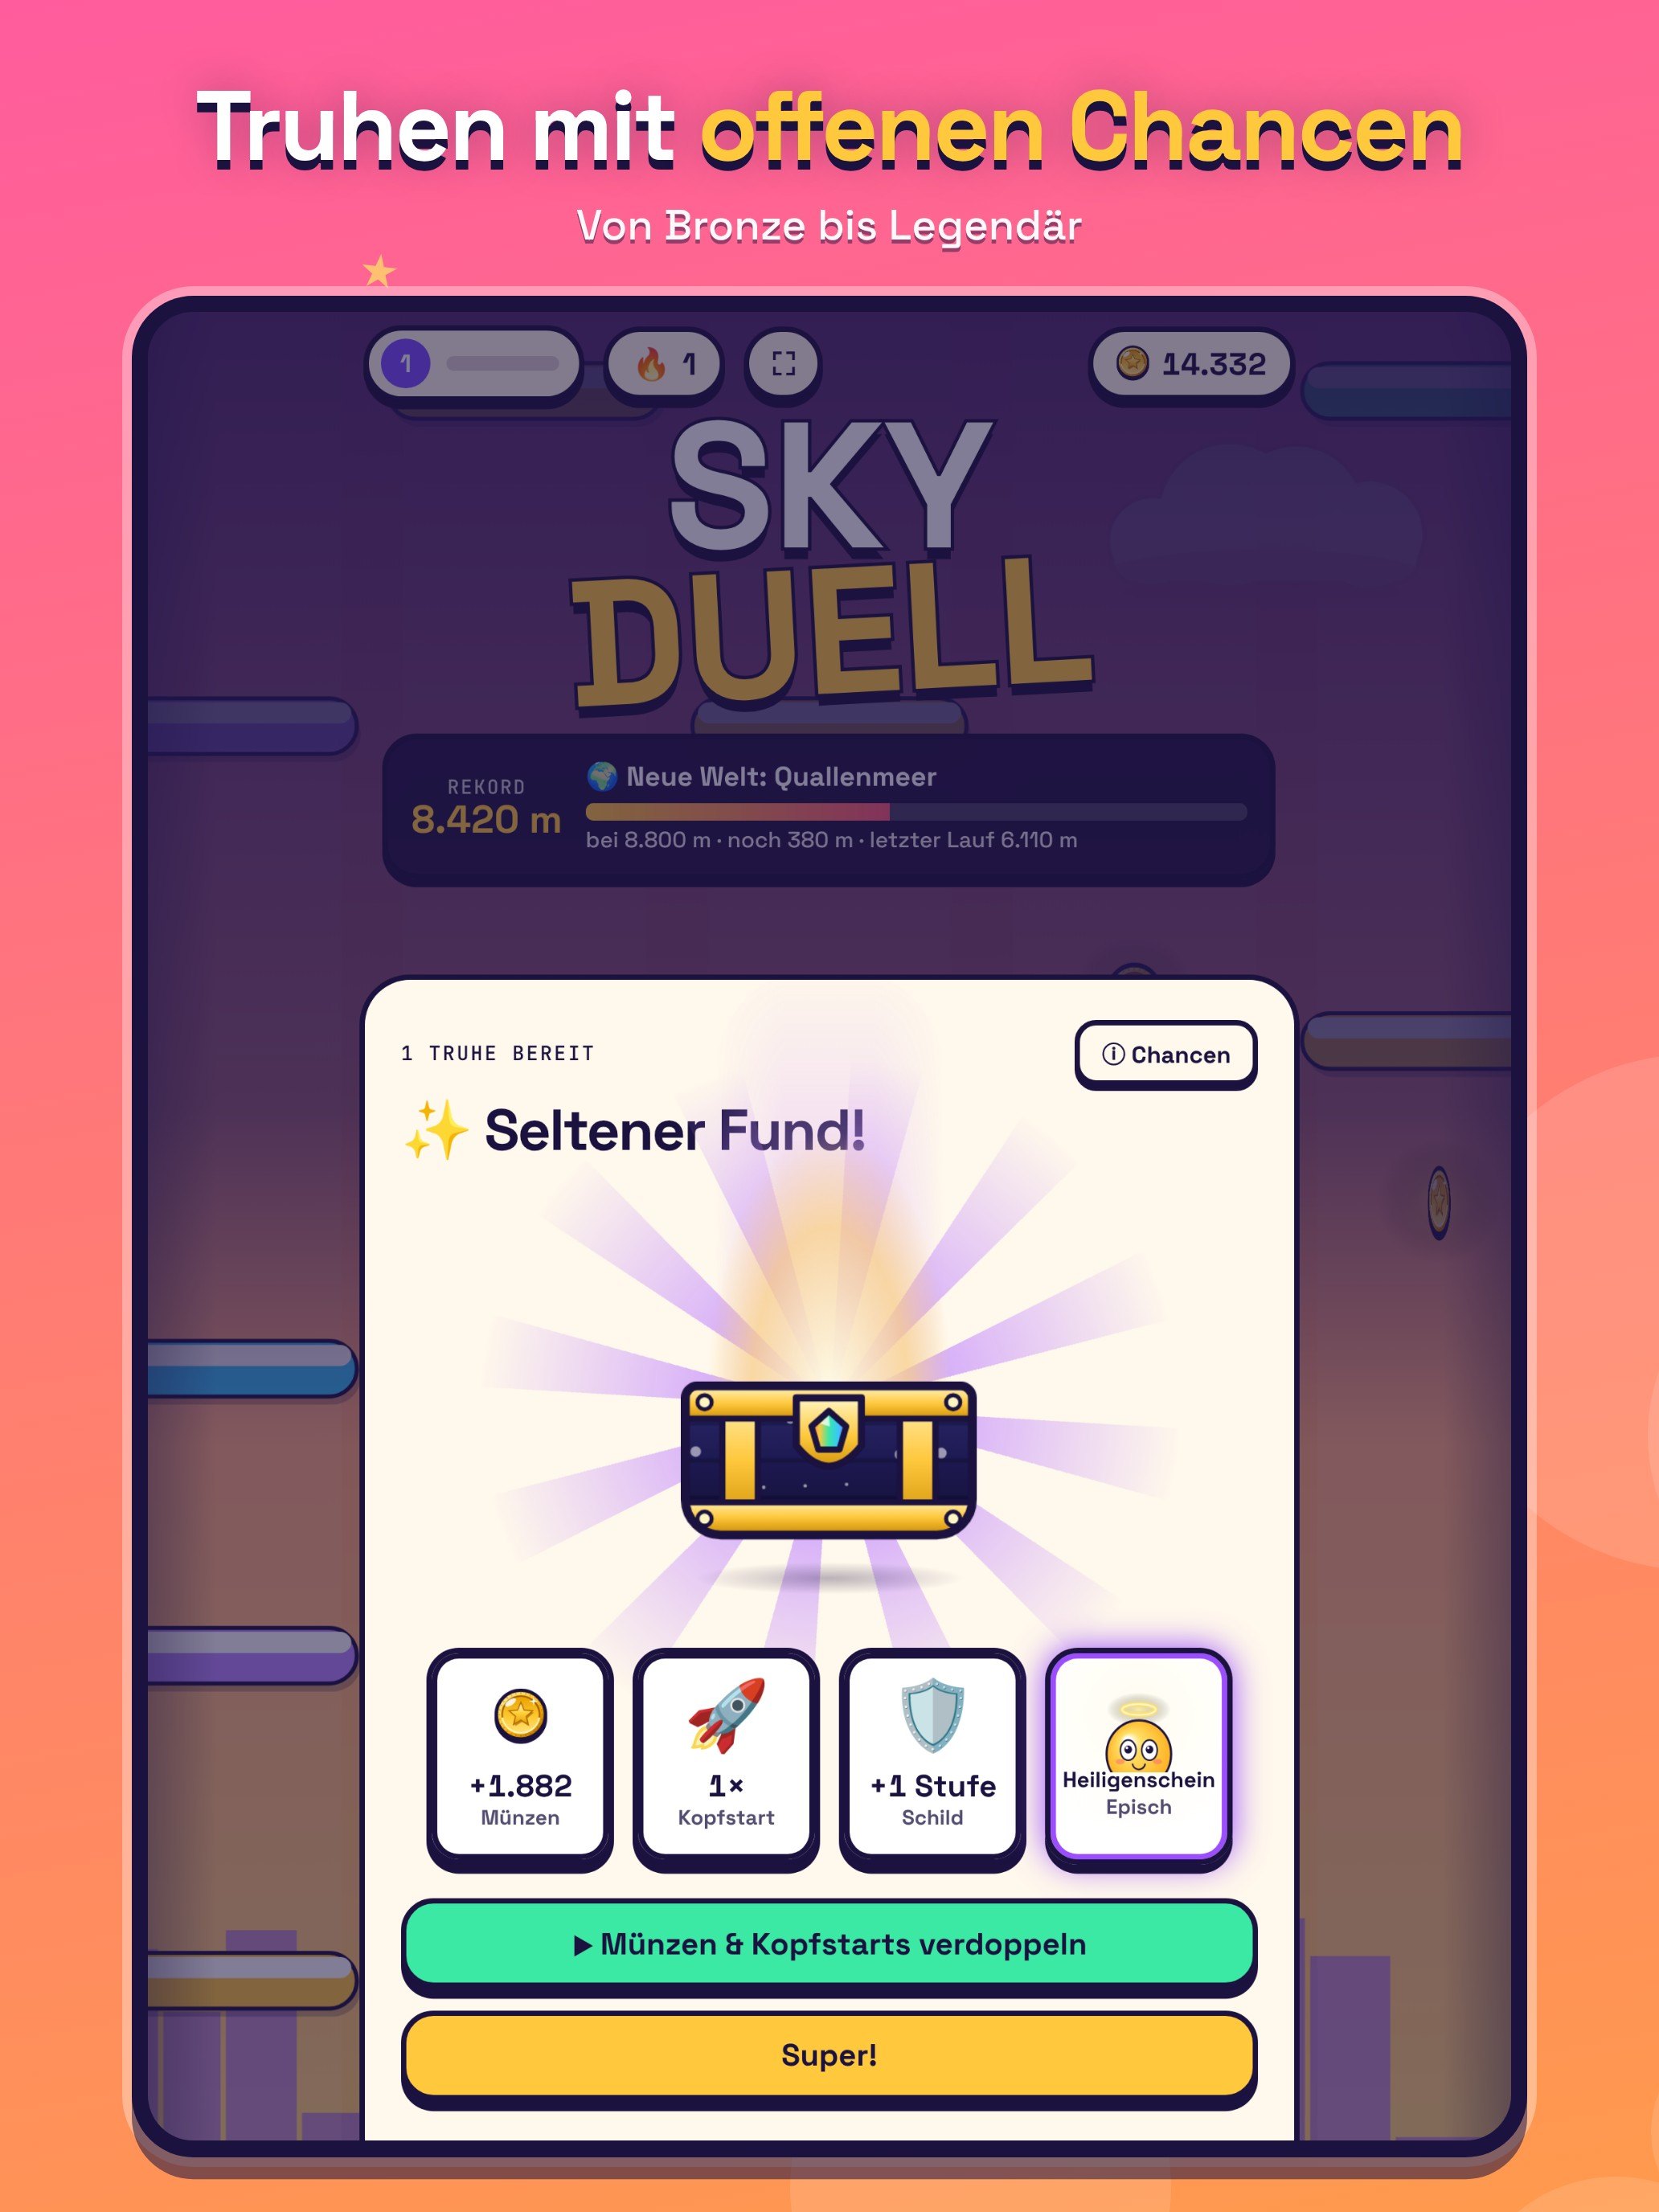 Truhen mit offenen Chancen
Von Bronze bis Legendär
1
🔥 1
14.332
SKY
DUELL
REKORD
8.420 m
🌍 Neue Welt: Quallenmeer
bei 8.800 m · noch 380 m · letzter Lauf 6.110 m
1 TRUHE BEREIT
ⓘ Chancen
✨ Seltener Fund!
+1.882
Münzen
1×
Kopfstart
+1 Stufe
Schild
Heiligenschein
Episch
▶ Münzen & Kopfstarts verdoppeln
Super!